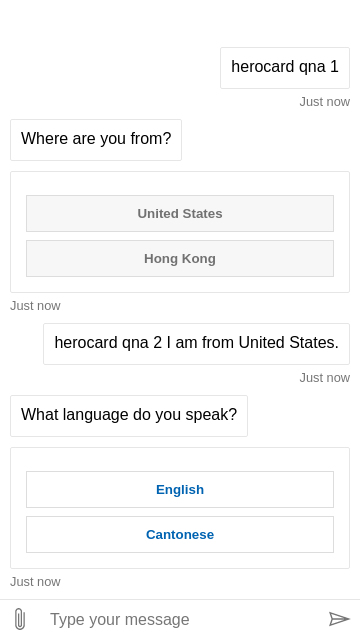 herocard qna 1
Just now
Where are you from?
United States
Hong Kong
Just now
herocard qna 2 I am from United States.
Just now
What language do you speak?
English
Cantonese
Just now
Type your message